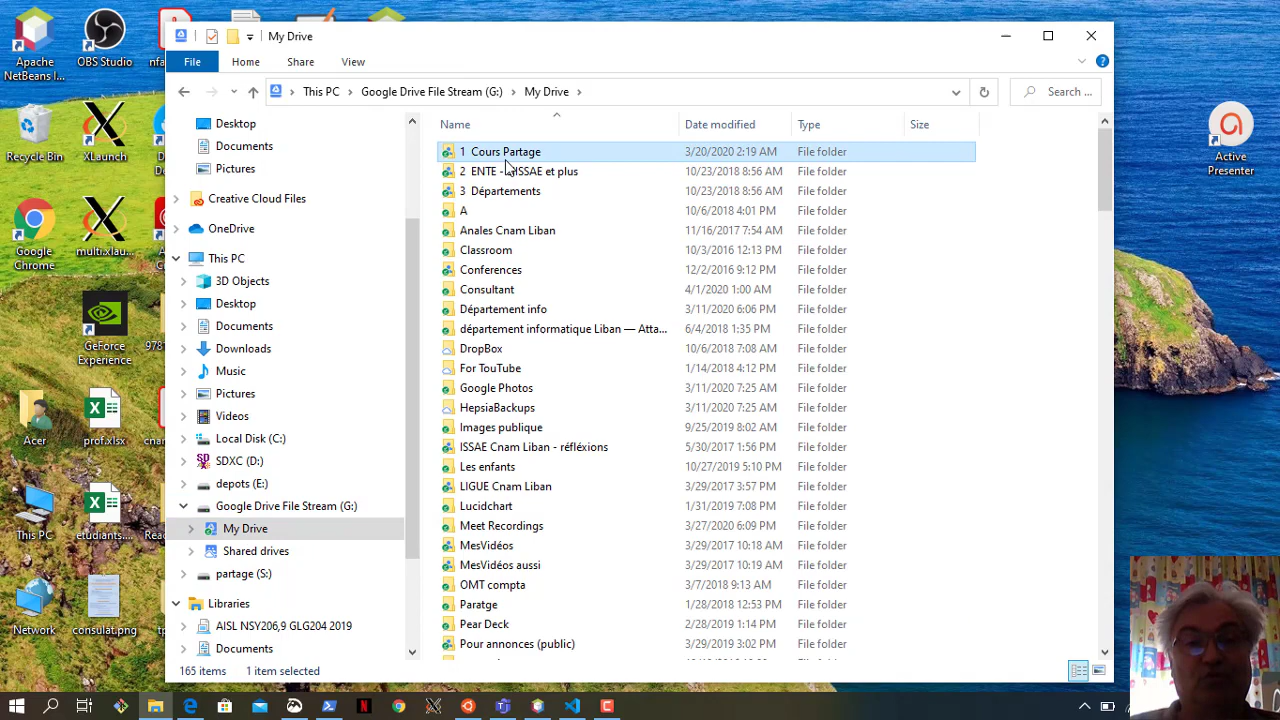 My Drive
File
Home
Share
View
This PC
Google Drive File Stream (G:)
My Drive
Search ...
Name
Date modified
Type
Size
1 Cours Partage 3/20/2020 2:19 AM File folder
2 ENTE - ISSAE et plus 10/23/2018 8:56 AM File folder
3 Départements 10/23/2018 8:56 AM File folder
A 10/6/2018 4:01 PM File folder
Anales Cnam Liban 11/16/2017 7:54 AM File folder
Classroom 10/3/2016 12:13 PM File folder
Conferences 12/2/2016 9:12 PM File folder
Consultant 4/1/2020 1:00 AM File folder
Département info 3/11/2020 6:06 PM File folder
département informatique Liban — Atta... 6/4/2018 1:35 PM File folder
DropBox 10/6/2018 7:08 AM File folder
For YouTube 1/14/2018 4:12 PM File folder
Google Photos 3/11/2020 7:25 AM File folder
HepsiaBackups 3/11/2020 7:25 AM File folder
Images publique 9/25/2019 8:02 AM File folder
ISSAE Cnam Liban - réfléxions 5/30/2017 1:56 PM File folder
Les enfants 10/27/2019 5:10 PM File folder
LIGUE Cnam Liban 3/29/2017 3:57 PM File folder
Lucidchart 1/31/2019 7:08 PM File folder
Meet Recordings 3/27/2020 6:09 PM File folder
MesVidéos 3/29/2017 10:18 AM File folder
MesVidéos aussi 3/29/2017 10:19 AM File folder
OMT compta 3/7/2018 9:13 AM File folder
Paratge 1/28/2018 12:53 PM File folder
Pear Deck 2/28/2019 1:14 PM File folder
Pour annonces (public) 3/29/2019 3:02 PM File folder
Desktop
Documents
Pictures
Creative Cloud Files
OneDrive
This PC
3D Objects
Desktop
Documents
Downloads
Music
Pictures
Videos
Local Disk (C:)
SDXC (D:)
depots (E:)
Google Drive File Stream (G:)
My Drive
Shared drives
partage (S:)
Libraries
AISL NSY206,9 GLG204 2019
Documents
165 items
1 item selected
Apache
NetBeans I...
OBS Studio
Recycle Bin
XLaunch
Google
Chrome
multi.xlau...
GeForce
Experience
Acer
prof.xlsx
This PC
etudiants....
Network
consulat.png
Active
Presenter